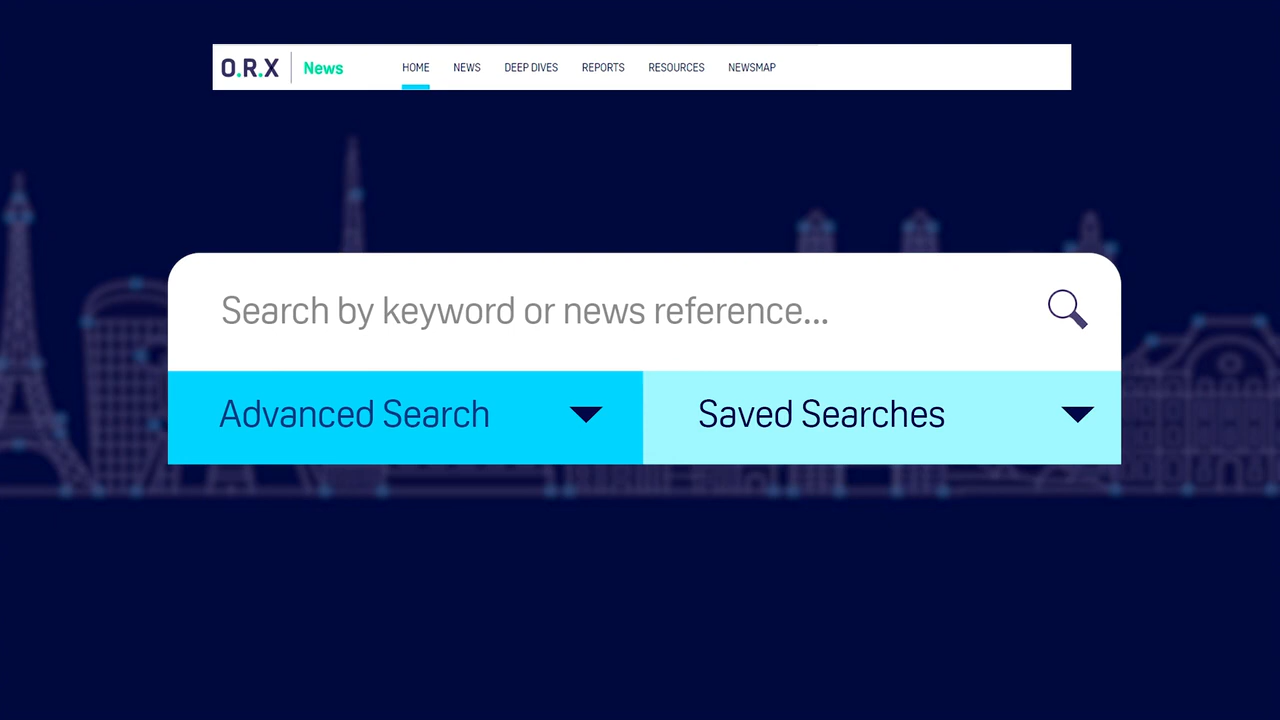 O.R.X News HOME NEWS DEEP DIVES REPORTS RESOURCES NEWSMAP
Search by keyword or news reference...
Advanced Search Saved Searches